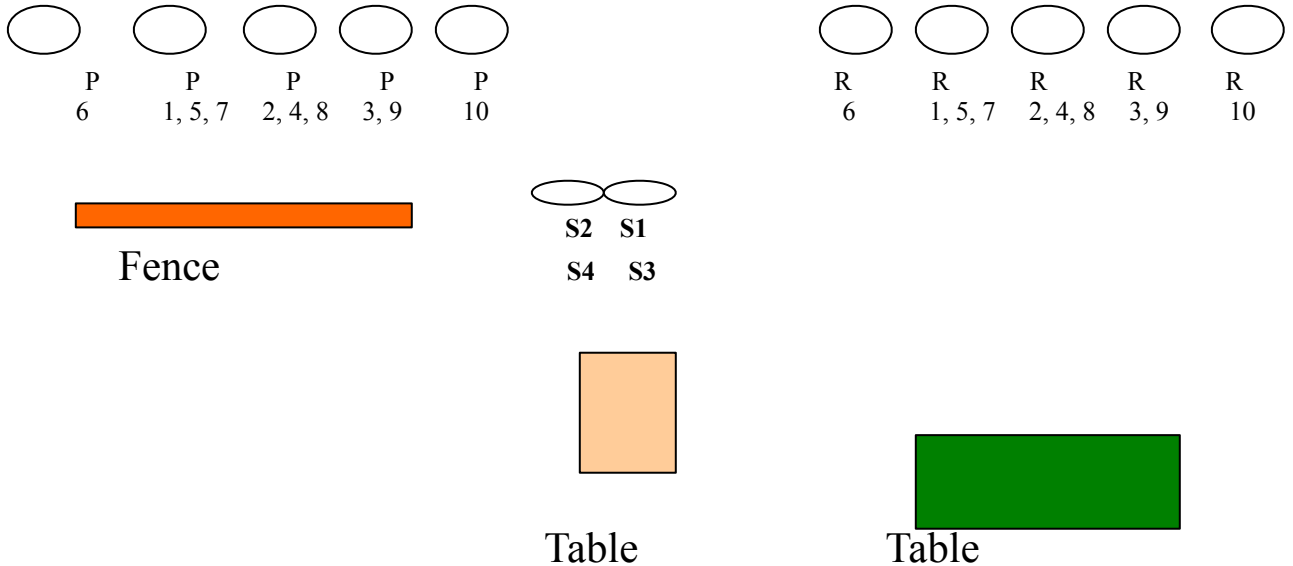 P P P P P R R R R R
6 1, 5, 7 2, 4, 8 3, 9 10 6 1, 5, 7 2, 4, 8 3, 9 10
S2 S1
Fence
S4 S3
Table Table